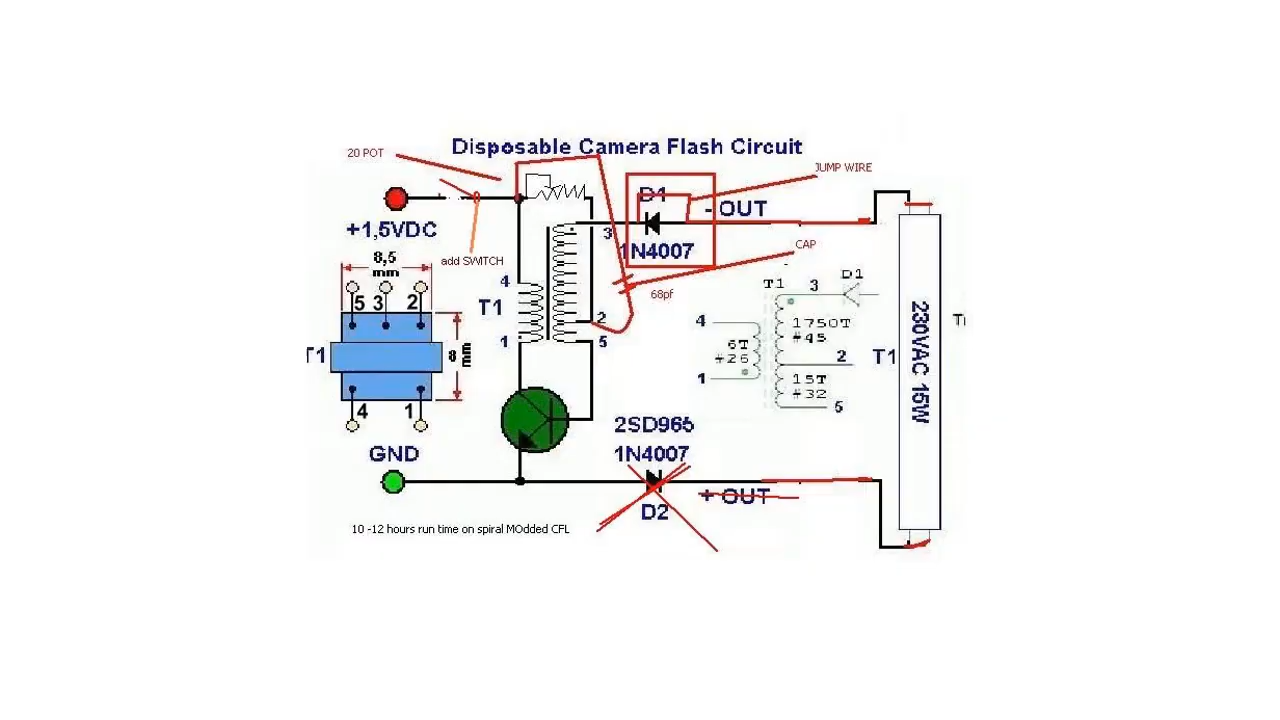 Disposable Camera Flash Circuit
20 POT
JUMP WIRE
D1
- OUT
+1,5VDC
3
1N4007
CAP
add SWITCH
8,5
mm
68pf
4
T1
2
1
5
5 3 2
T1
8 mm
4 1
T1
3
D1
4
1750T
#45
6T
#26
2
1
15T
#32
5
T1
230VAC 15W
2SD965
1N4007
GND
+ OUT
D2
10 -12 hours run time on spiral MOdded CFL